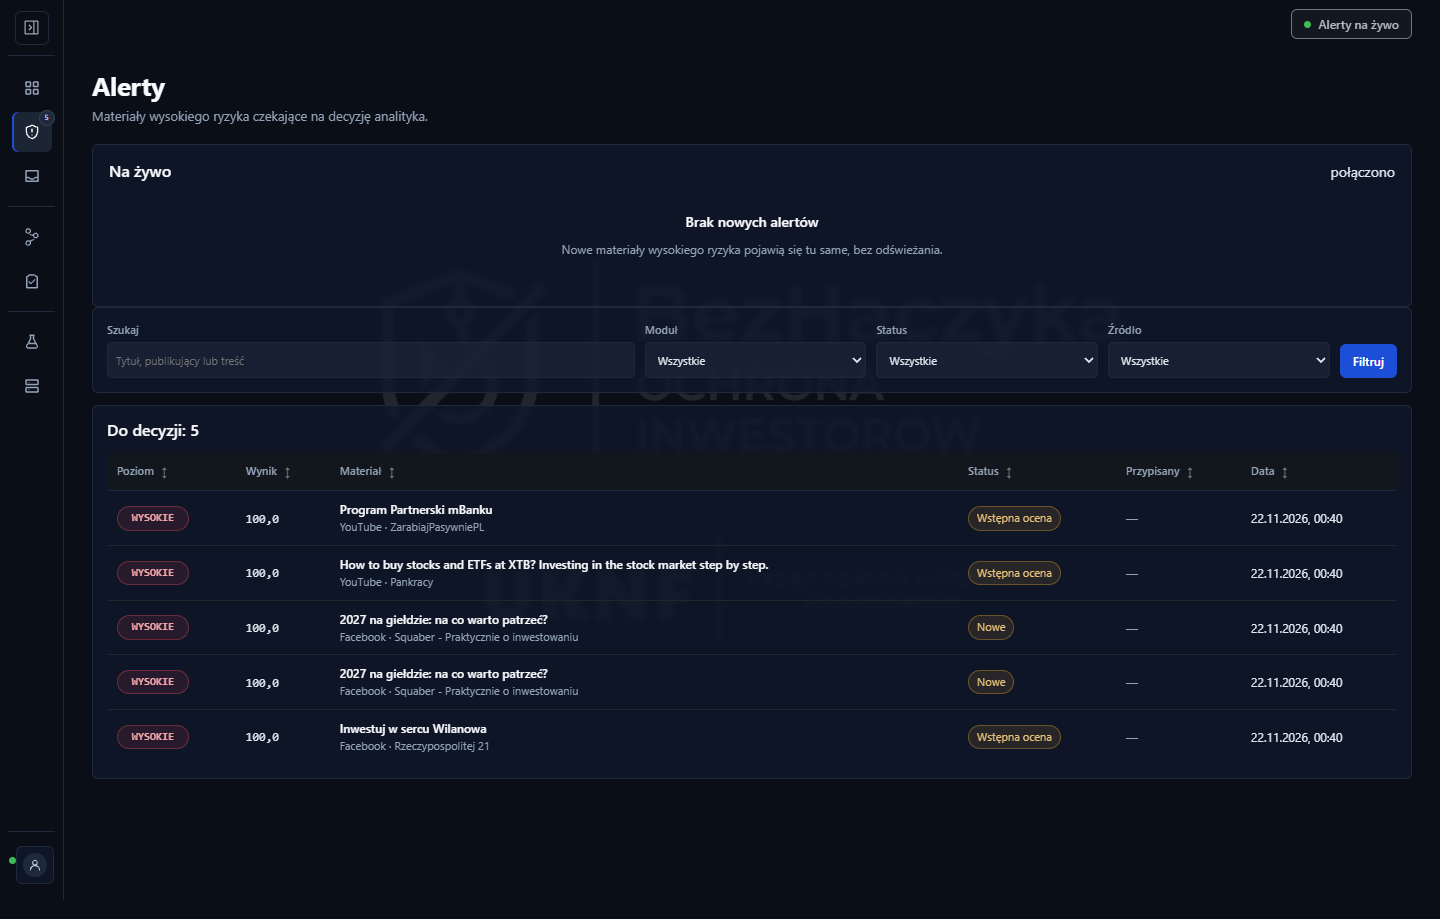 Alerty na żywo
5
Alerty
Materiały wysokiego ryzyka czekające na decyzję analityka.
Na żywo
połączono
Brak nowych alertów
Nowe materiały wysokiego ryzyka pojawią się tu same, bez odświeżania.
BezHaczyka
OCHRONA
INWESTORÓW
UKNF
Szukaj
Moduł
Status
Źródło
Tytuł, publikujący lub treść
Wszystkie
Wszystkie
Wszystkie
Filtruj
Do decyzji: 5
Poziom Wynik Materiał Status Przypisany Data
WYSOKIE 100,0 Program Partnerski mBanku Wstępna ocena — 22.11.2026, 00:40
YouTube · ZarabiajPasywniePL
WYSOKIE 100,0 How to buy stocks and ETFs at XTB? Investing in the stock market step by step. Wstępna ocena — 22.11.2026, 00:40
YouTube · Pankracy
WYSOKIE 100,0 2027 na giełdzie: na co warto patrzeć? Nowe — 22.11.2026, 00:40
Facebook · Squaber - Praktycznie o inwestowaniu
WYSOKIE 100,0 2027 na giełdzie: na co warto patrzeć? Nowe — 22.11.2026, 00:40
Facebook · Squaber - Praktycznie o inwestowaniu
WYSOKIE 100,0 Inwestuj w sercu Wilanowa Wstępna ocena — 22.11.2026, 00:40
Facebook · Rzeczypospolitej 21